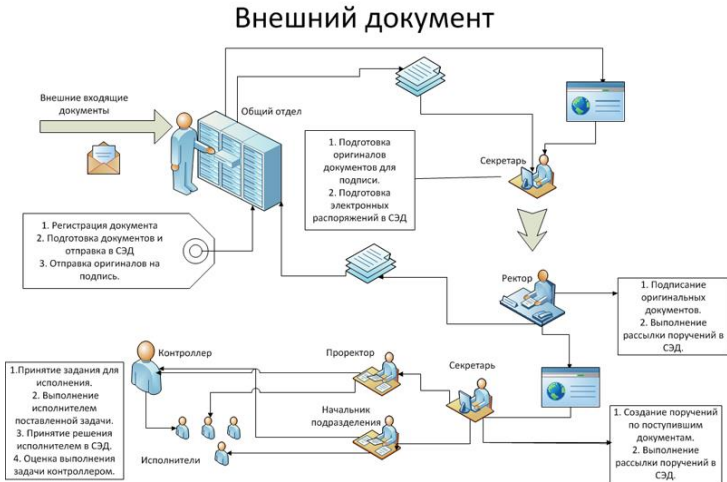 Внешний документ
Внешние входящие
документы
Общий отдел
1. Подготовка
оригиналов
документов для
подписи.
2. Подготовка
электронных
распоряжений в СЭД
Секретарь
1. Регистрация документа
2. Подготовка документов и
отправка в СЭД
3. Отправка оригиналов на
подпись.
Ректор
1. Подписание
оригинальных
документов.
2. Выполнение
рассылки поручений в
СЭД.
Контроллер
Проректор
Секретарь
1.Принятие задания для
исполнения.
2. Выполнение
исполнителем
поставленной задачи.
3. Принятие решения
исполнителем в СЭД.
4. Оценка выполнения
задачи контроллером.
Начальник
подразделения
Исполнители
1. Создание поручений
по поступившим
документам.
2. Выполнение
рассылки поручений в
СЭД.